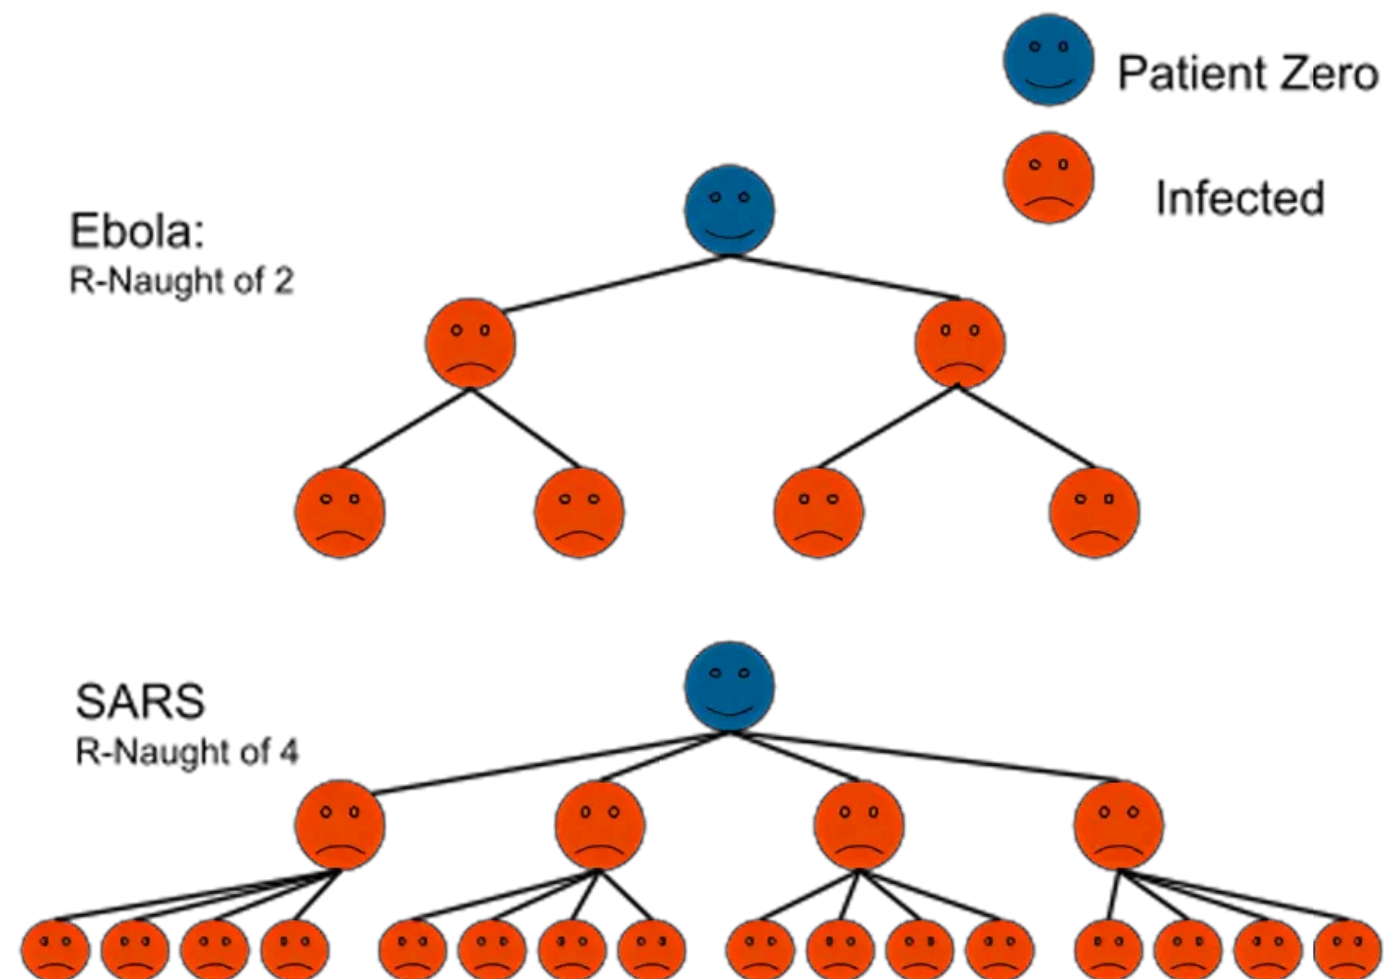 Patient Zero
Infected
Ebola:
R-Naught of 2
SARS
R-Naught of 4